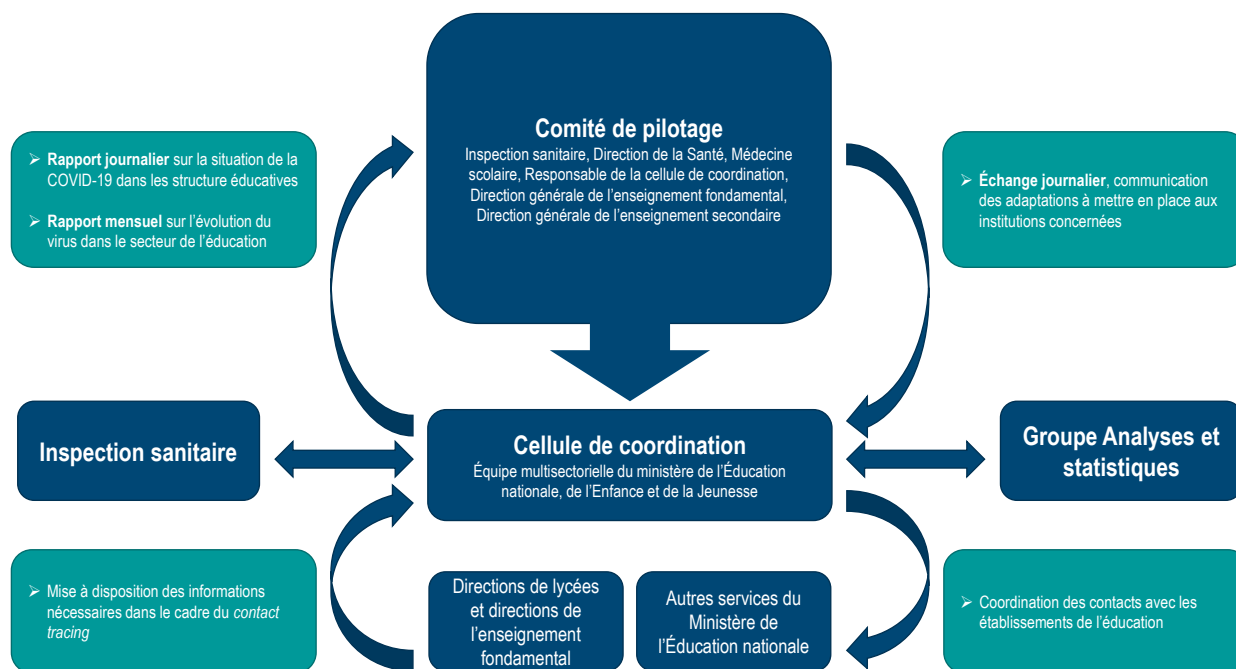 Comité de pilotage
Inspection sanitaire, Direction de la Santé, Médecine
scolaire, Responsable de la cellule de coordination,
Direction générale de l'enseignement fondamental,
Direction générale de l'enseignement secondaire
➢ Rapport journalier sur la situation de la
COVID-19 dans les structure éducatives
➢ Rapport mensuel sur l'évolution du
virus dans le secteur de l'éducation
➢ Échange journalier, communication
des adaptations à mettre en place aux
institutions concernées
Inspection sanitaire
Cellule de coordination
Équipe multisectorielle du ministère de l'Éducation
nationale, de l'Enfance et de la Jeunesse
Groupe Analyses et
statistiques
➢ Mise à disposition des informations
nécessaires dans le cadre du contact
tracing
Directions de lycées
et directions de
l'enseignement
fondamental
Autres services du
Ministère de
l'Éducation nationale
➢ Coordination des contacts avec les
établissements de l'éducation